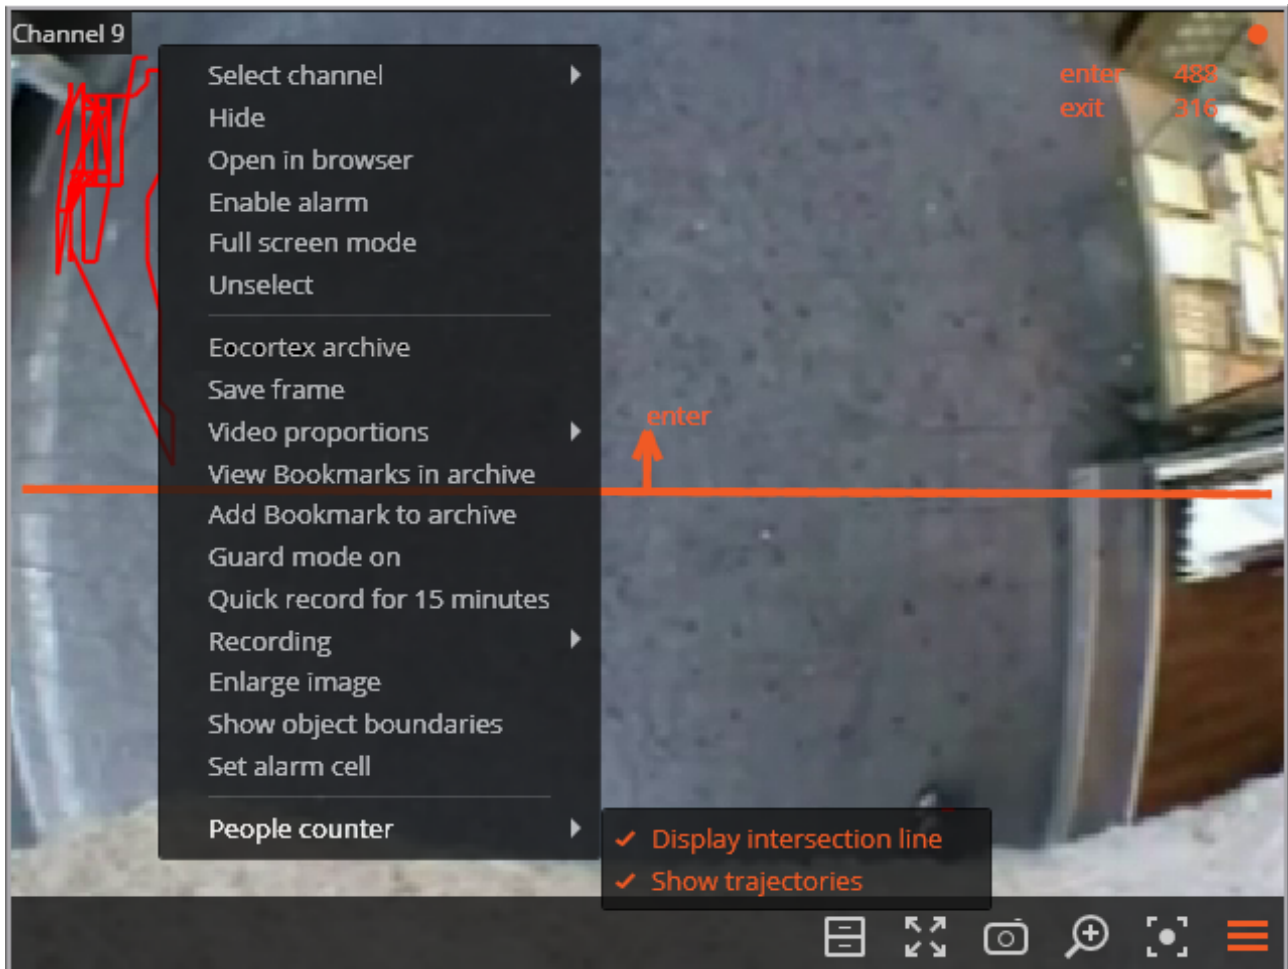 Channel 9
enter 488
exit 316
Select channel
Hide
Open in browser
Enable alarm
Full screen mode
Unselect
Eocortex archive
Save frame
Video proportions
enter
View Bookmarks in archive
Add Bookmark to archive
Guard mode on
Quick record for 15 minutes
Recording
Enlarge image
Show object boundaries
Set alarm cell
People counter
Display intersection line
Show trajectories